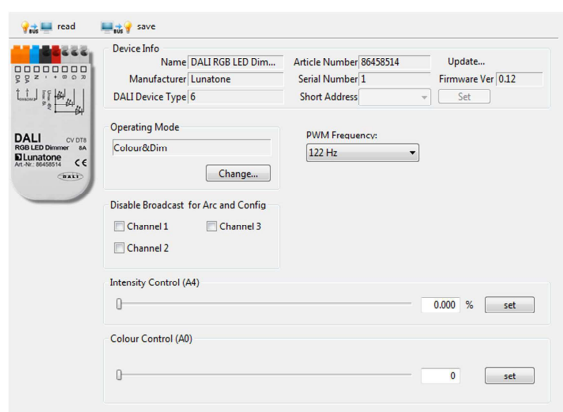 read save
Device Info
Name DALI RGB LED Dim... Article Number 86458514 Update...
Manufacturer Lunatone Serial Number 1 Firmware Ver 0.12
DALI Device Type 6 Short Address Set
DALI CV DT8
RGB LED Dimmer 8A
Lunatone
Art.-Nr.: 86458514 CE
DALI
Operating Mode
Colour&Dim
Change...
PWM Frequency:
122 Hz
Disable Broadcast for Arc and Config
Channel 1 Channel 3
Channel 2
Intensity Control (A4)
0.000 % set
Colour Control (A0)
0 set